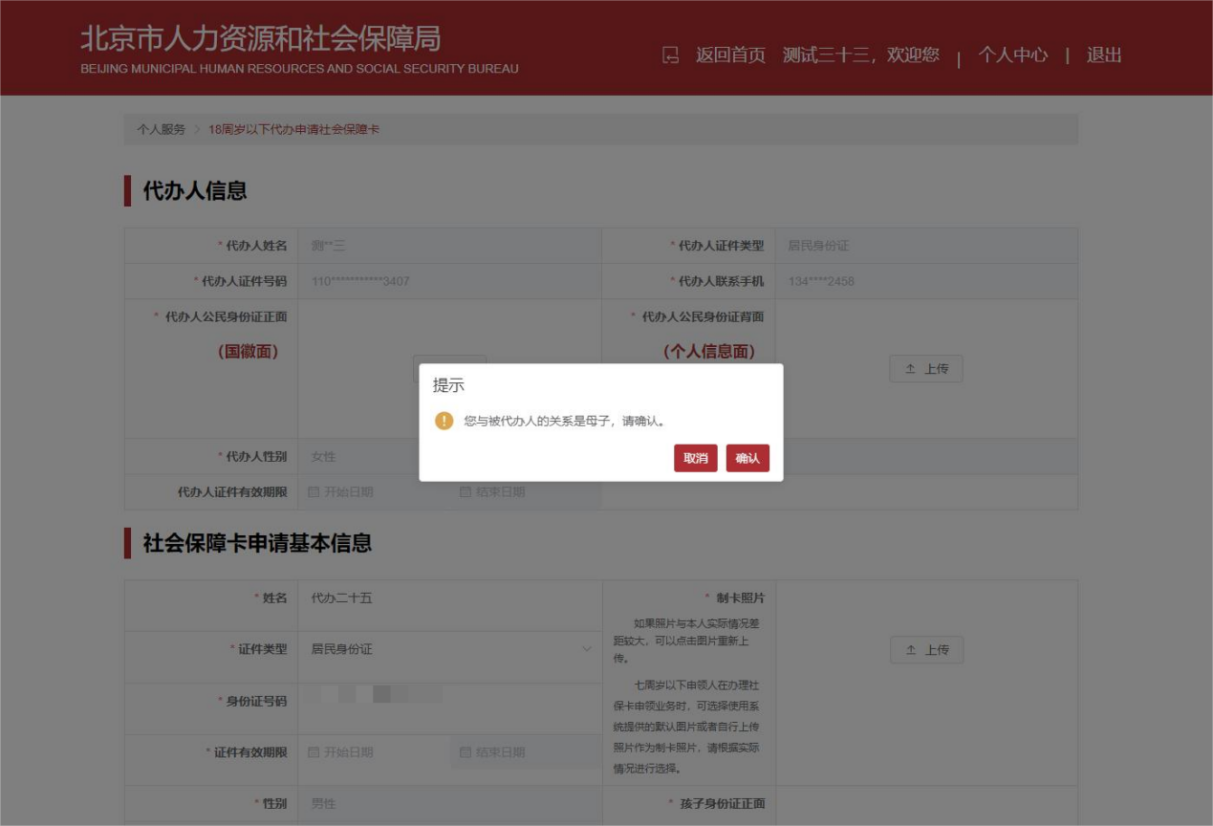 北京市人力资源和社会保障局
BEIJING MUNICIPAL HUMAN RESOURCES AND SOCIAL SECURITY BUREAU
返回首页 测试三十三，欢迎您 | 个人中心 | 退出
个人服务 > 18周岁以下代办申请社会保障卡
代办人信息
* 代办人姓名 测**三 * 代办人证件类型 居民身份证
* 代办人证件号码 110***********3407 * 代办人联系手机 134****2458
* 代办人公民身份证正面 * 代办人公民身份证背面
（国徽面） （个人信息面）
上传
提示
您与被代办人的关系是母子，请确认。
取消 确认
* 代办人性别 女性
代办人证件有效期限 开始日期 结束日期
社会保障卡申请基本信息
* 姓名 代办二十五
* 证件类型 居民身份证
* 身份证号码
* 证件有效期限 开始日期 结束日期
* 性别 男性
* 制卡照片
如果照片与本人实际情况差
距较大，可以点击图片重新上
传。
七周岁以下申领人在办理社
保卡申领业务时，可选择使用系
统提供的默认图片或者自行上传
照片作为制卡照片，请根据实际
情况进行选择。
上传
* 孩子身份证正面